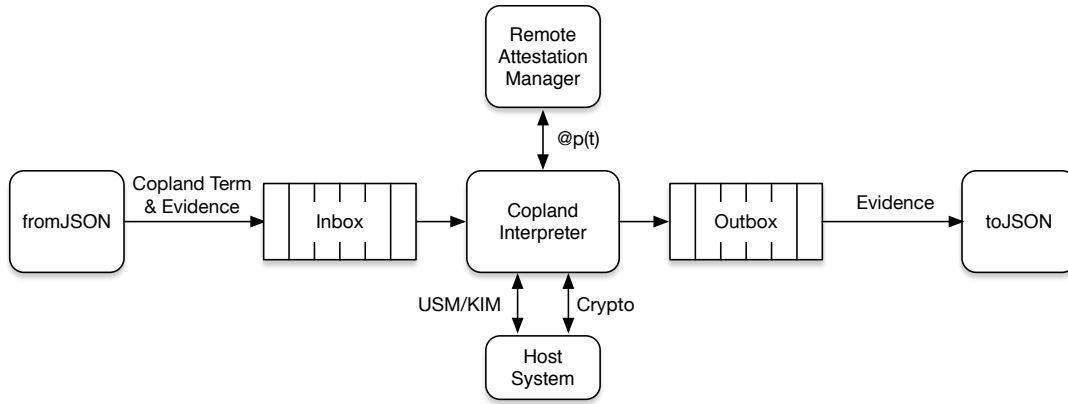 Remote
Attestation
Manager
@p(t)
Copland Term
& Evidence
fromJSON
Inbox
Copland
Interpreter
Outbox
Evidence
toJSON
USM/KIM
Crypto
Host
System